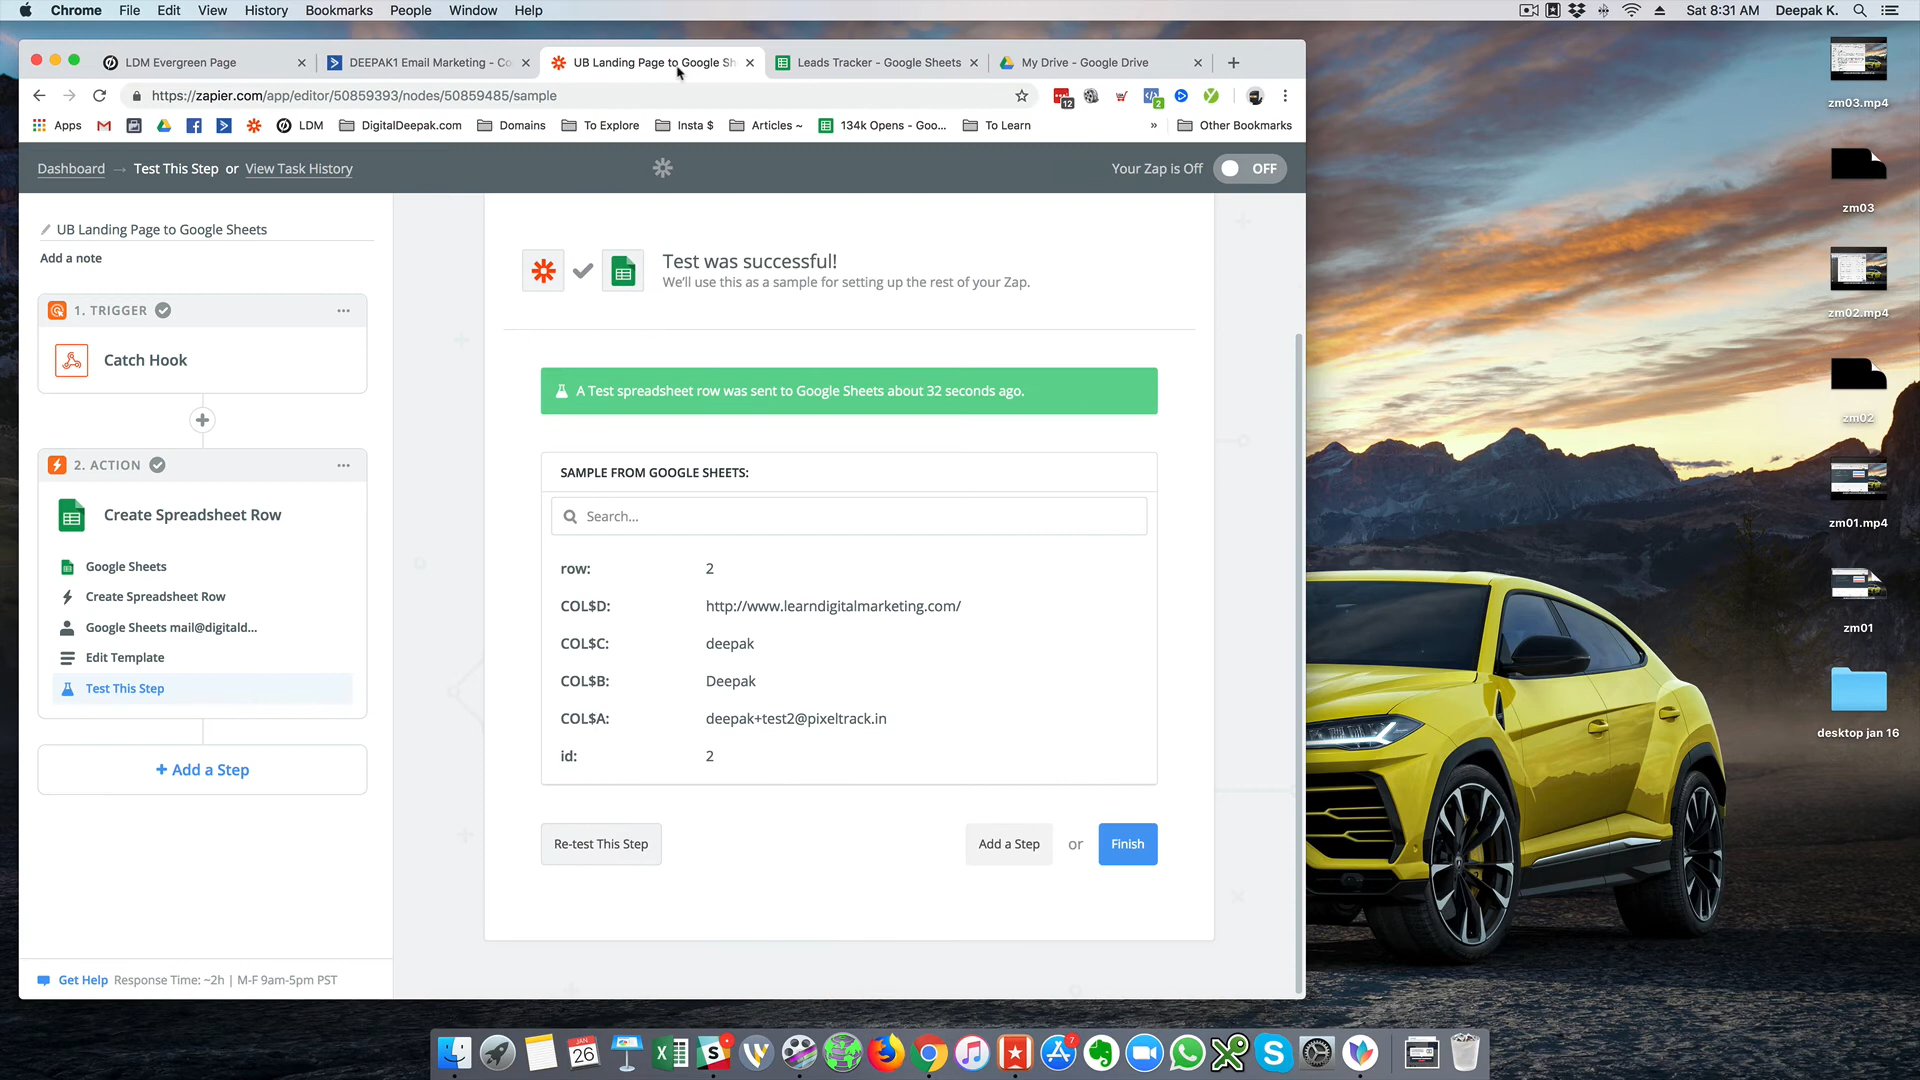 Chrome File Edit View History Bookmarks People Window Help
Sat 8:31 AM Deepak K.
LDM Evergreen Page
DEEPAK1 Email Marketing - Co
UB Landing Page to Google Sh
Leads Tracker - Google Sheets
My Drive - Google Drive
https://zapier.com/app/editor/50859393/nodes/50859485/sample
12
2
Apps
LDM
DigitalDeepak.com
Domains
To Explore
Insta $
Articles ~
134k Opens - Goo...
To Learn
»
Other Bookmarks
Dashboard → Test This Step or View Task History
Your Zap is Off OFF
UB Landing Page to Google Sheets
Add a note
1. TRIGGER
Catch Hook
2. ACTION
Create Spreadsheet Row
Google Sheets
Create Spreadsheet Row
Google Sheets mail@digitald...
Edit Template
Test This Step
+ Add a Step
Get Help Response Time: ~2h | M-F 9am-5pm PST
Test was successful!
We'll use this as a sample for setting up the rest of your Zap.
A Test spreadsheet row was sent to Google Sheets about 32 seconds ago.
SAMPLE FROM GOOGLE SHEETS:
Search...
row: 2
COL$D: http://www.learndigitalmarketing.com/
COL$C: deepak
COL$B: Deepak
COL$A: deepak+test2@pixeltrack.in
id: 2
Re-test This Step
Add a Step or Finish
zm03.mp4
zm03
zm02.mp4
zm02
zm01.mp4
zm01
desktop jan 16
JAN
26
7